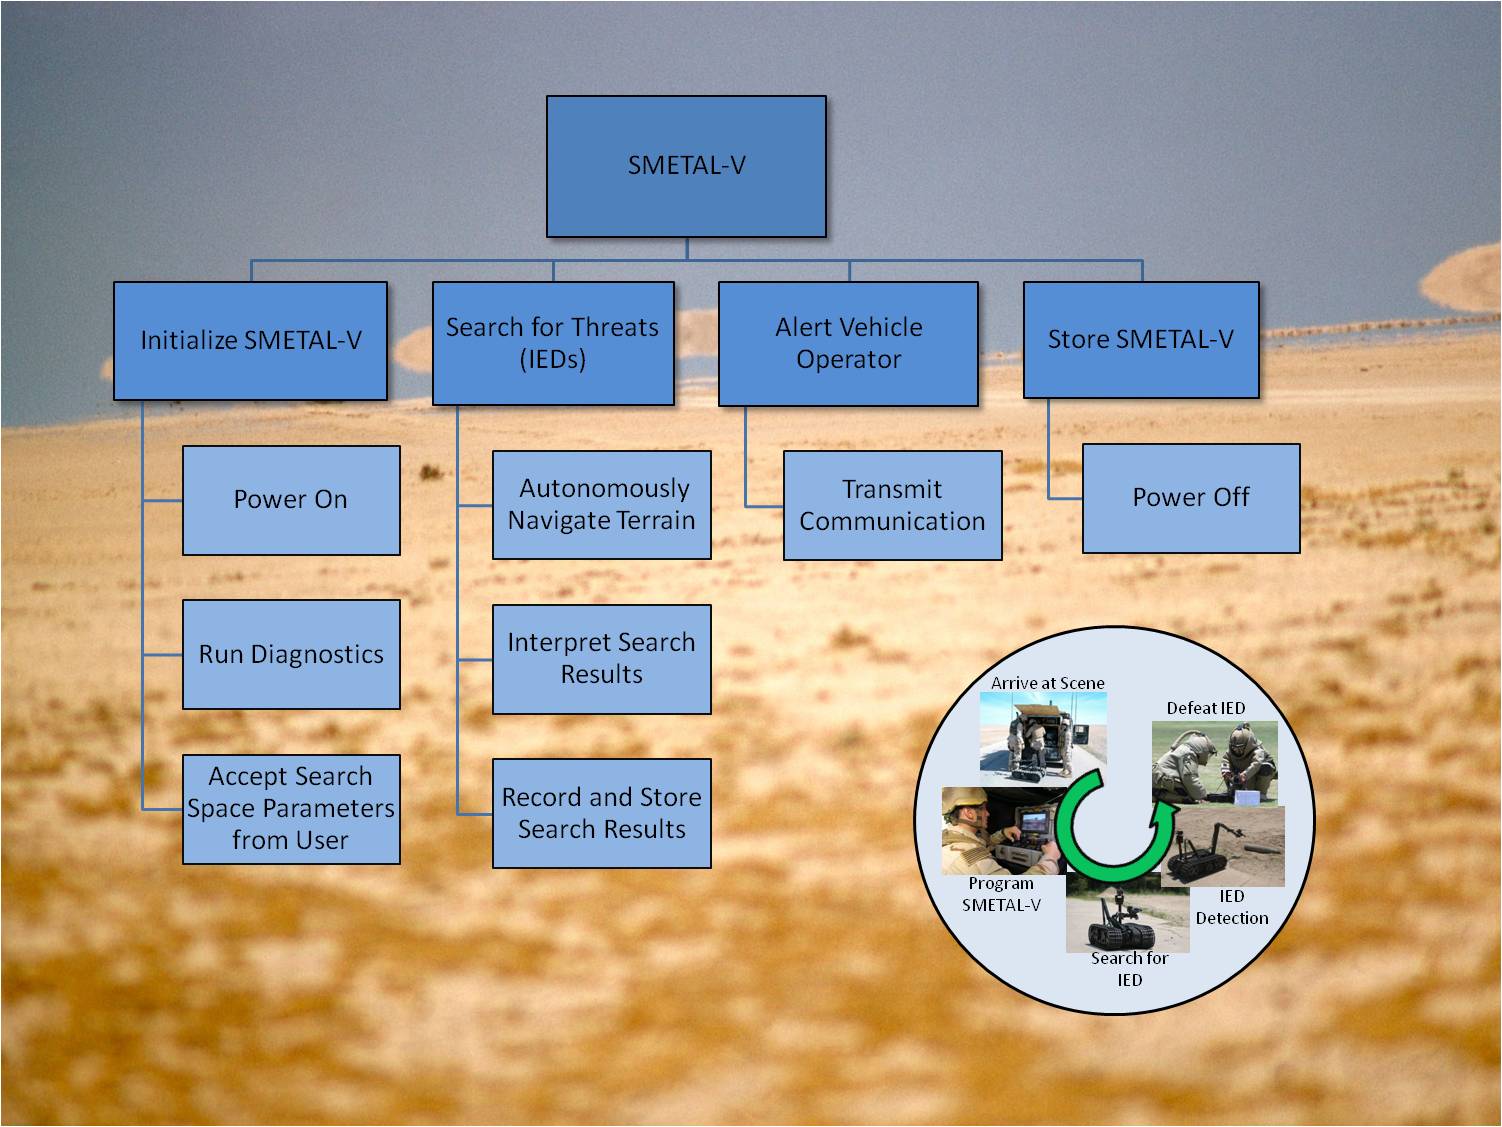 SMETAL-V
Initialize SMETAL-V
Search for Threats
(IEDs)
Alert Vehicle
Operator
Store SMETAL-V
Power On
Run Diagnostics
Accept Search
Space Parameters
from User
Autonomously
Navigate Terrain
Interpret Search
Results
Record and Store
Search Results
Transmit
Communication
Power Off
Arrive at Scene
Program
SMETAL-V
Search for
IED
IED
Detection
Defeat IED